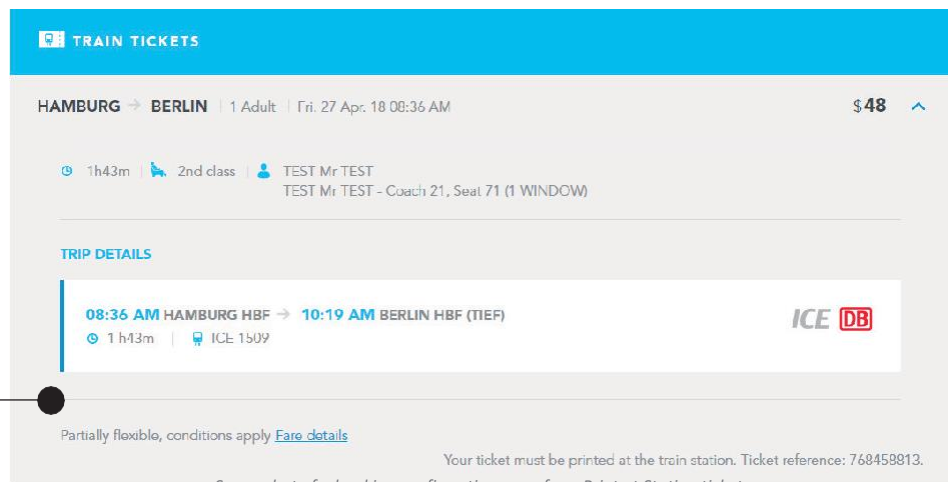 TRAIN TICKETS
HAMBURG → BERLIN | 1 Adult | Fri. 27 Apr. 18 08:36 AM $48
1h43m | 2nd class | TEST Mr TEST
TEST Mr TEST - Coach 21, Seat 71 (1 WINDOW)
TRIP DETAILS
08:36 AM HAMBURG HBF → 10:19 AM BERLIN HBF (TIEF)
ICE DB
1 h43m | ICE 1509
Partially flexible, conditions apply Fare details
Your ticket must be printed at the train station. Ticket reference: 768458813.